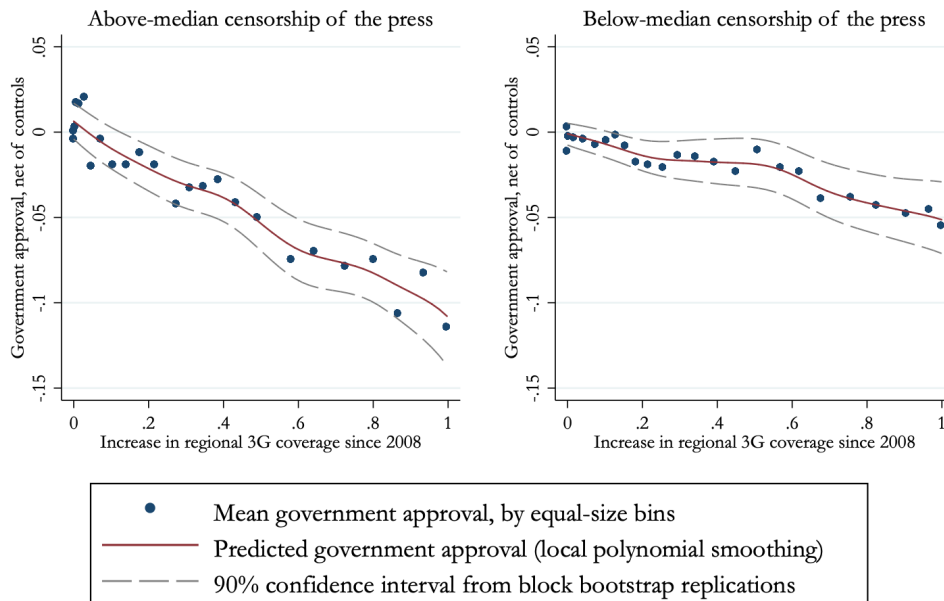 Above-median censorship of the press
Government approval, net of controls
.05
0
-.05
-.1
-.15
0 .2 .4 .6 .8 1
Increase in regional 3G coverage since 2008
Below-median censorship of the press
Government approval, net of controls
.05
0
-.05
-.1
-.15
0 .2 .4 .6 .8 1
Increase in regional 3G coverage since 2008
Mean government approval, by equal-size bins
Predicted government approval (local polynomial smoothing)
90% confidence interval from block bootstrap replications